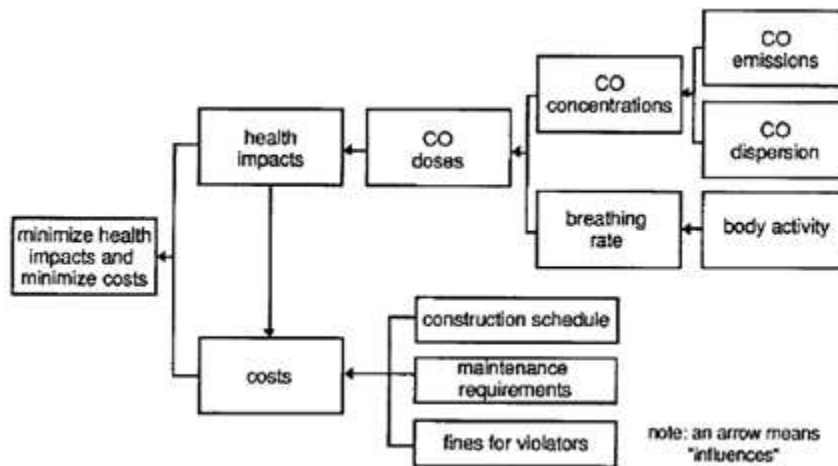 CO
emissions
CO
concentrations
health
impacts
CO
doses
CO
dispersion
breathing
rate
body activity
minimize health
impacts and
minimize costs
construction schedule
costs
maintenance
requirements
fines for violators
note: an arrow means
"influences"